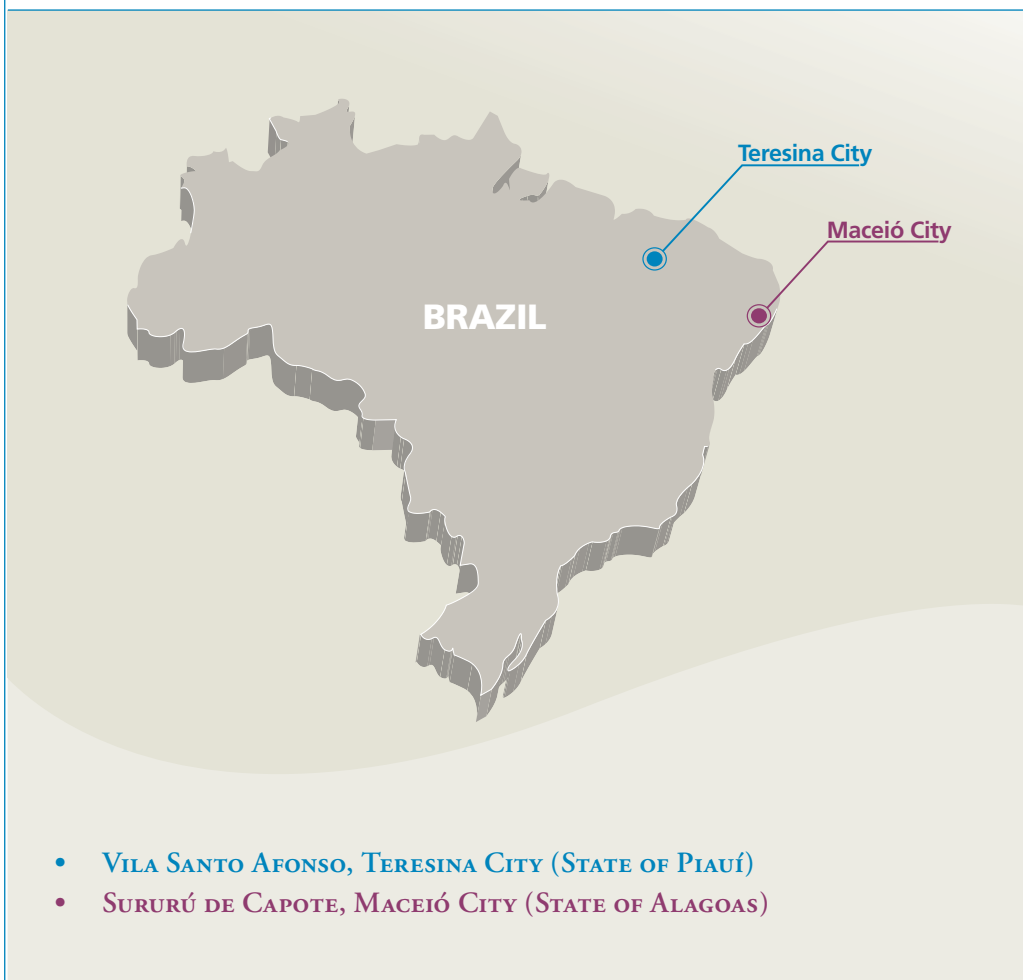 Teresina City
Maceió City
BRAZIL
• Vila Santo Afonso, Teresina City (State of Piauí)
• Sururú de Capote, Maceió City (State of Alagoas)